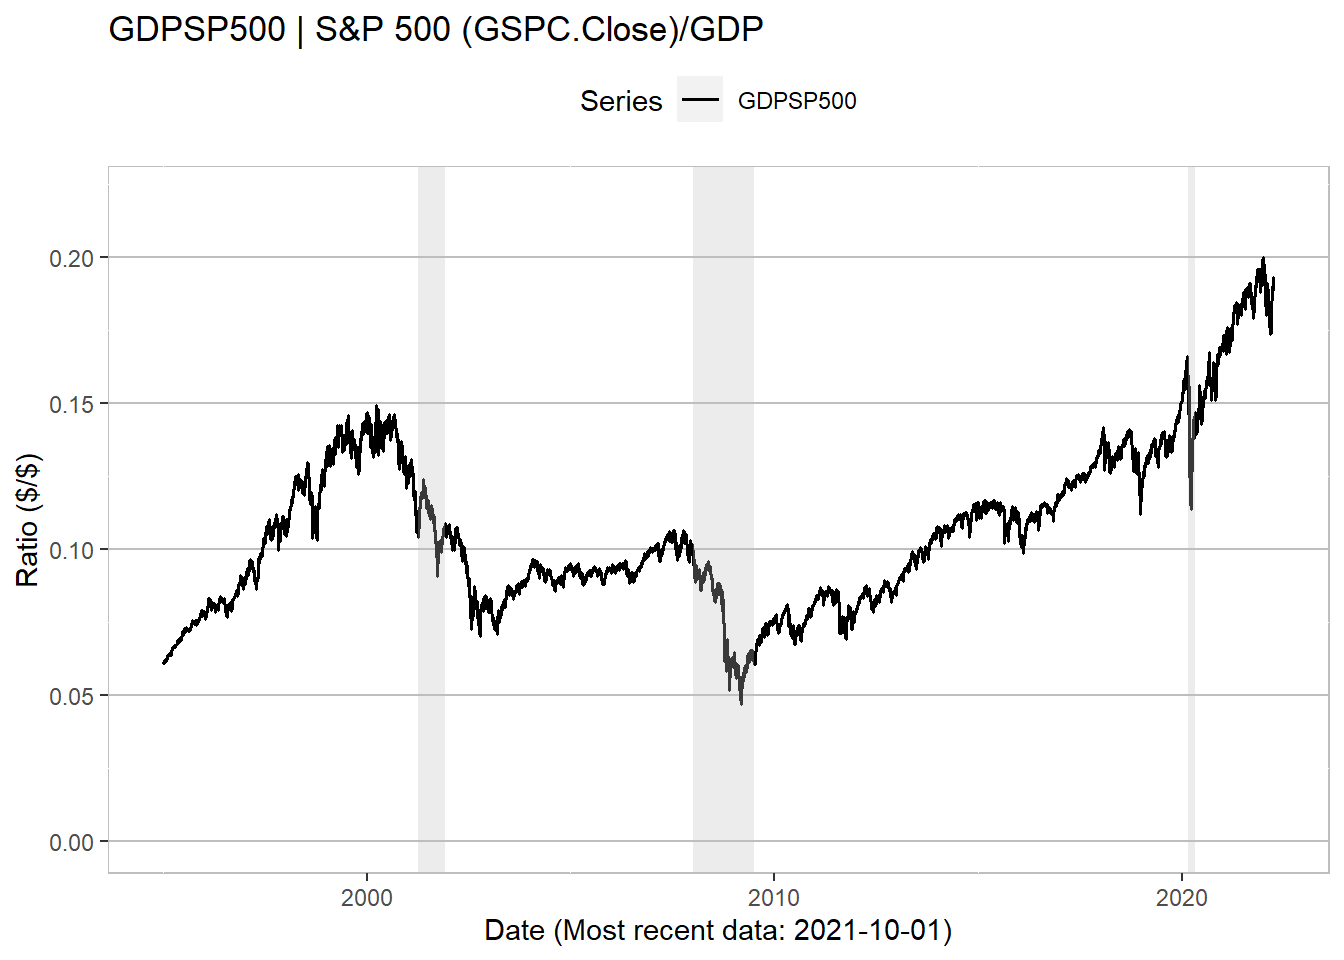 GDPSP500 | S&P 500 (GSPC.Close)/GDP
Series GDPSP500
Ratio ($/$)
0.20
0.15
0.10
0.05
0.00
2000 2010 2020
Date (Most recent data: 2021-10-01)